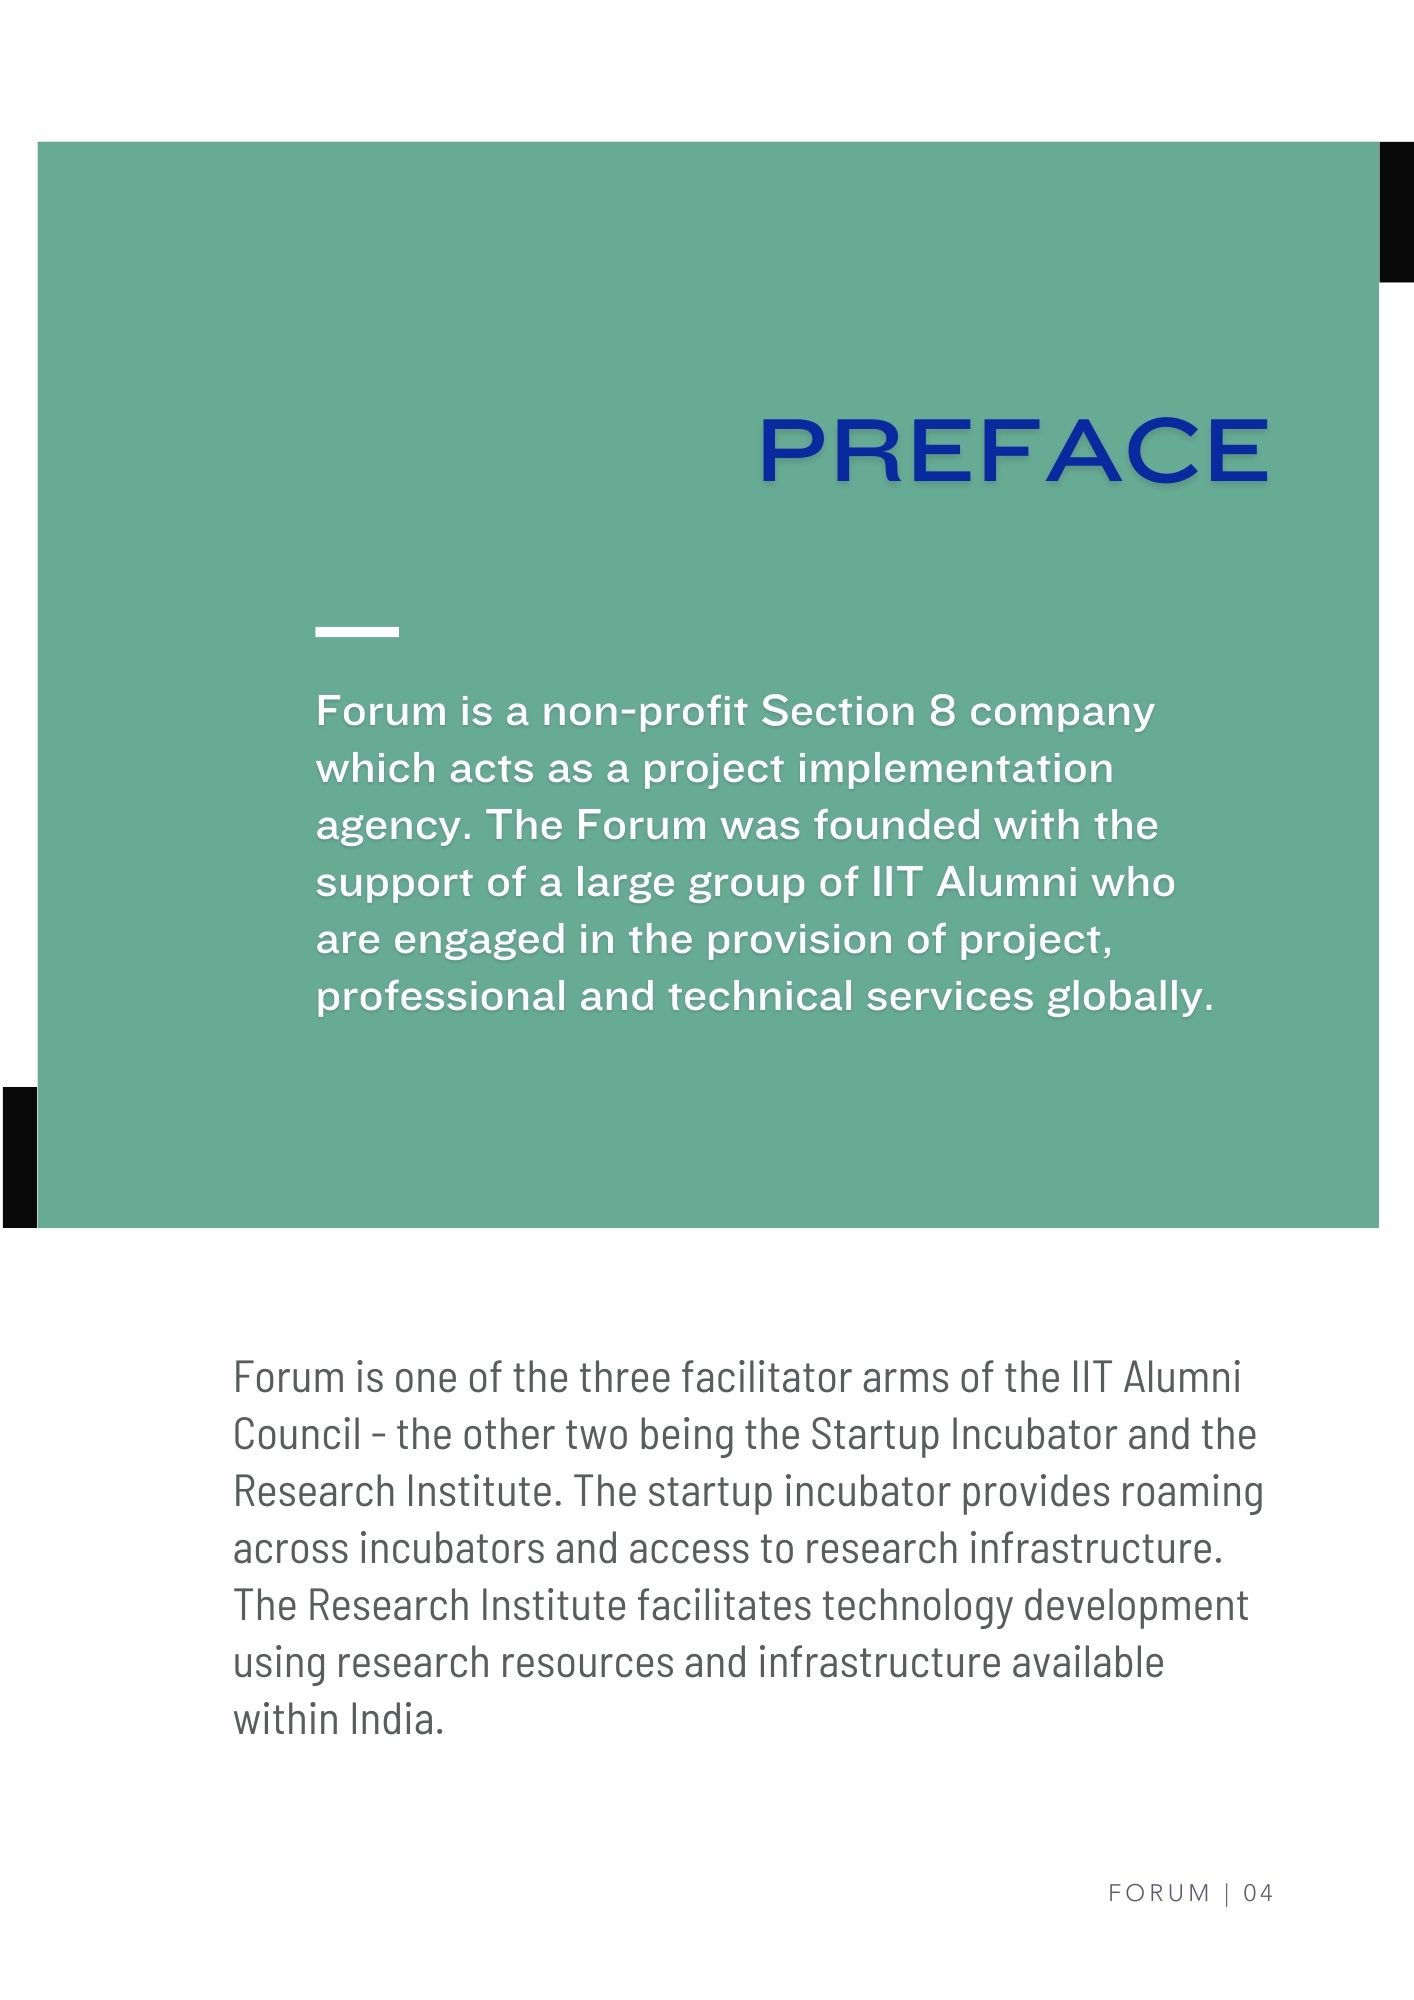 PREFACE
Forum is a non-profit Section 8 company
which acts as a project implementation
agency. The Forum was founded with the
support of a large group of IIT Alumni who
are engaged in the provision of project,
professional and technical services globally.
Forum is one of the three facilitator arms of the IIT Alumni
Council - the other two being the Startup Incubator and the
Research Institute. The startup incubator provides roaming
across incubators and access to research infrastructure.
The Research Institute facilitates technology development
using research resources and infrastructure available
within India.
FORUM | 04